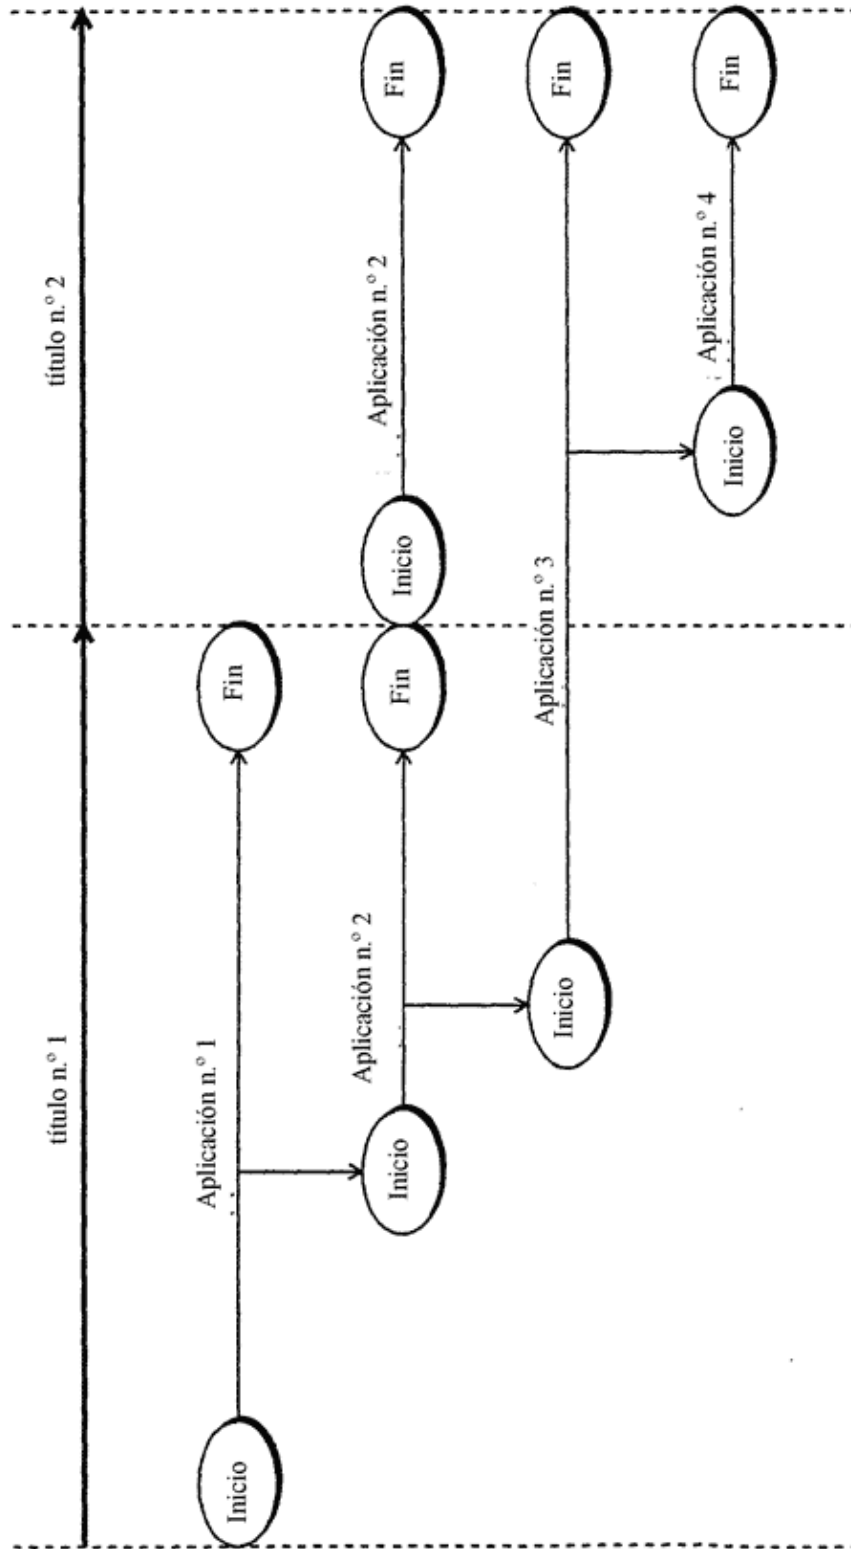 título n.º 1
título n.º 2
Inicio
Aplicación n.º 1
Fin
Inicio
Aplicación n.º 2
Fin
Inicio
Aplicación n.º 2
Fin
Inicio
Aplicación n.º 3
Fin
Inicio
Aplicación n.º 4
Fin